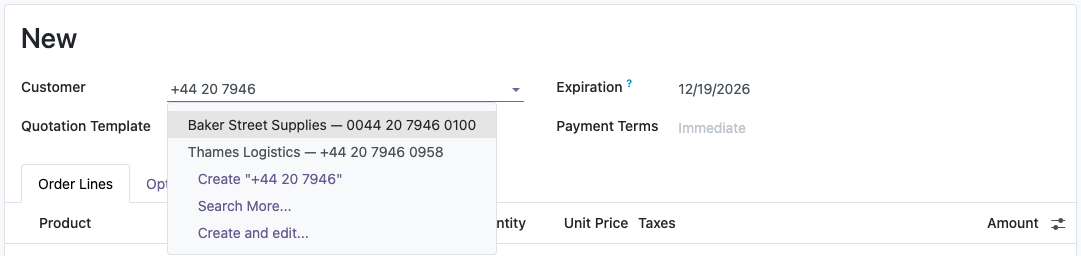 New
Customer +44 20 7946 Expiration ? 12/19/2026
Baker Street Supplies — 0044 20 7946 0100
Quotation Template Payment Terms Immediate
Thames Logistics — +44 20 7946 0958
Order Lines Create "+44 20 7946"
Search More...
Product Unit Price Taxes Amount
Create and edit...